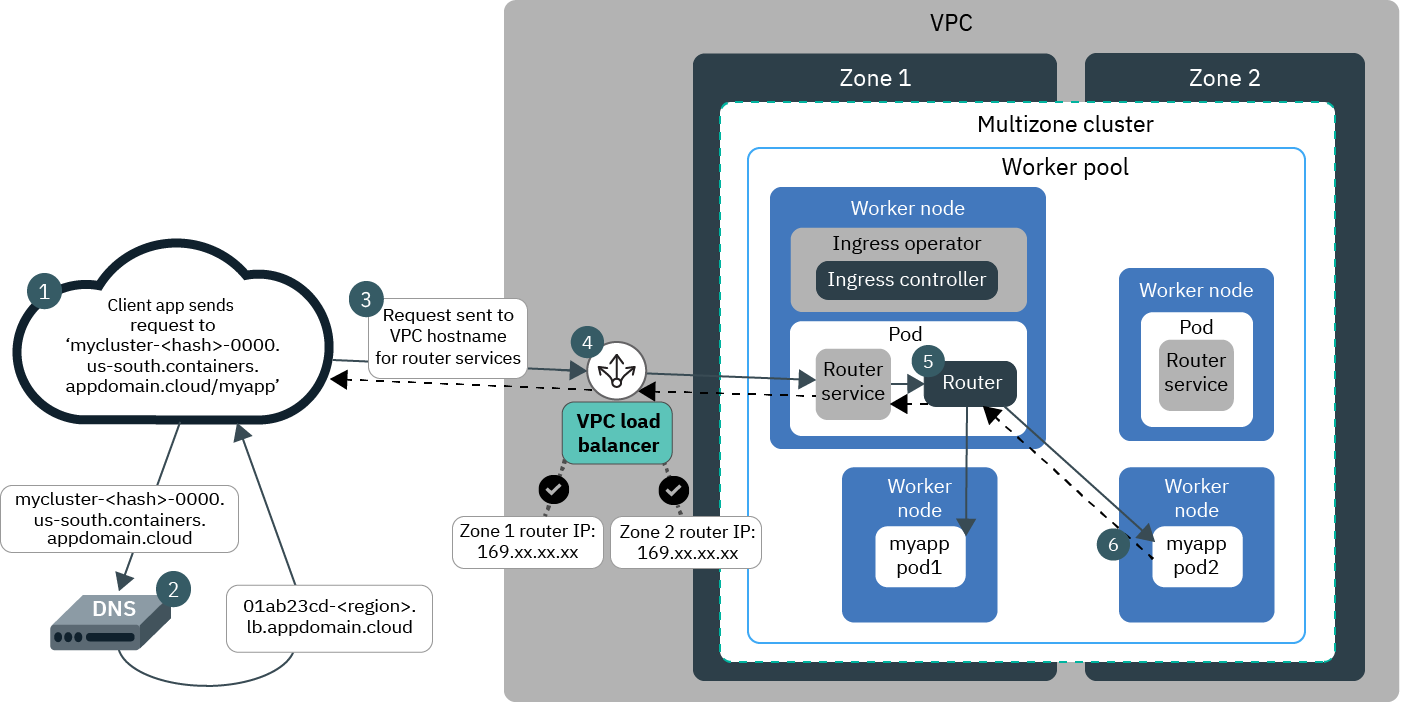 VPC
Zone 1
Zone 2
Multizone cluster
Worker pool
Worker node
Ingress operator
Ingress controller
Pod
Router
service
5
Router
Worker node
Pod
Router
service
Worker
node
myapp
pod1
Worker
node
6
myapp
pod2
1
Client app sends
request to
‘mycluster-<hash>-0000.
us-south.containers.
appdomain.cloud/myapp’
3
Request sent to
VPC hostname
for router services
4
VPC load
balancer
Zone 1 router IP:
169.xx.xx.xx
Zone 2 router IP:
169.xx.xx.xx
mycluster-<hash>-0000.
us-south.containers.
appdomain.cloud
2
DNS
01ab23cd-<region>.
lb.appdomain.cloud